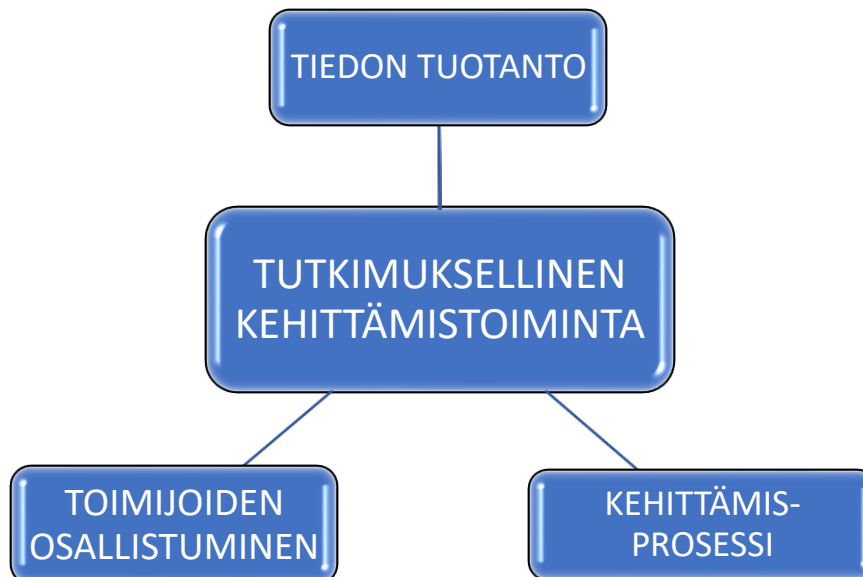 TIEDON TUOTANTO
TUTKIMUKSELLINEN
KEHITTÄMISTOIMINTA
TOIMIJOIDEN
OSALLISTUMINEN
KEHITTÄMIS-
PROSESSI